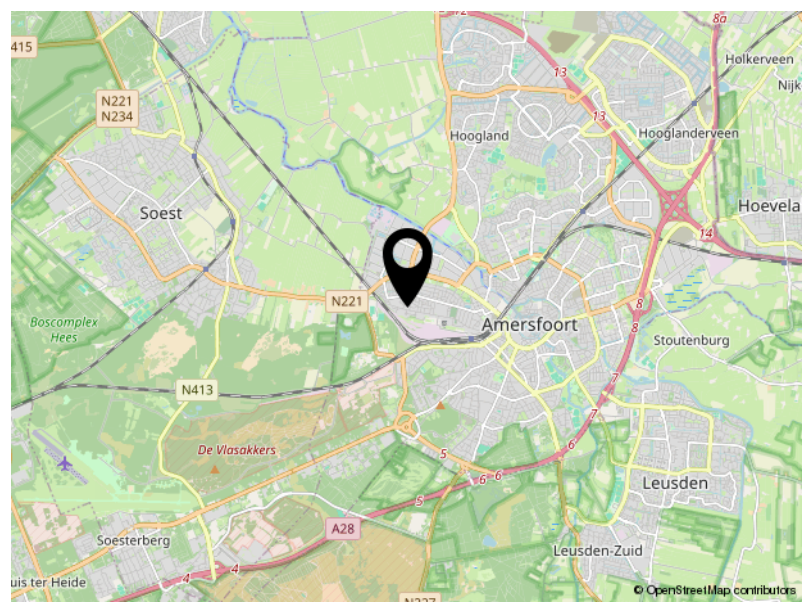 12
8a
415
Holkerveen
13
Nijk
N221
N234
13
Hoogland
Hooglanderveen
Soest
Hoevela
14
N221
8
Amersfoort
8
Boscomplex
Hees
Stoutenburg
7
N413
7
De Vlasakkers
5
6
6
6
Leusden
5
A28
Soesterberg
Leusden-Zuid
4
4
uis ter Heide
© OpenStreetMap contributors
N227